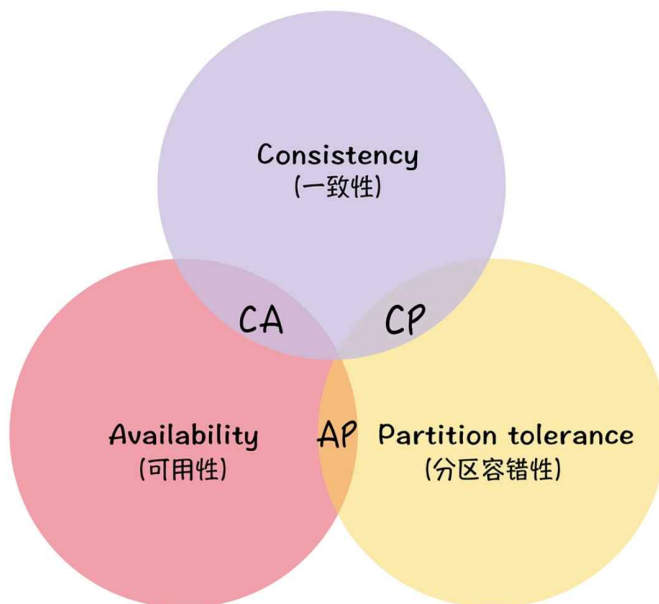 Consistency
(一致性)
CA
CP
Availability
(可用性)
AP
Partition tolerance
(分区容错性)